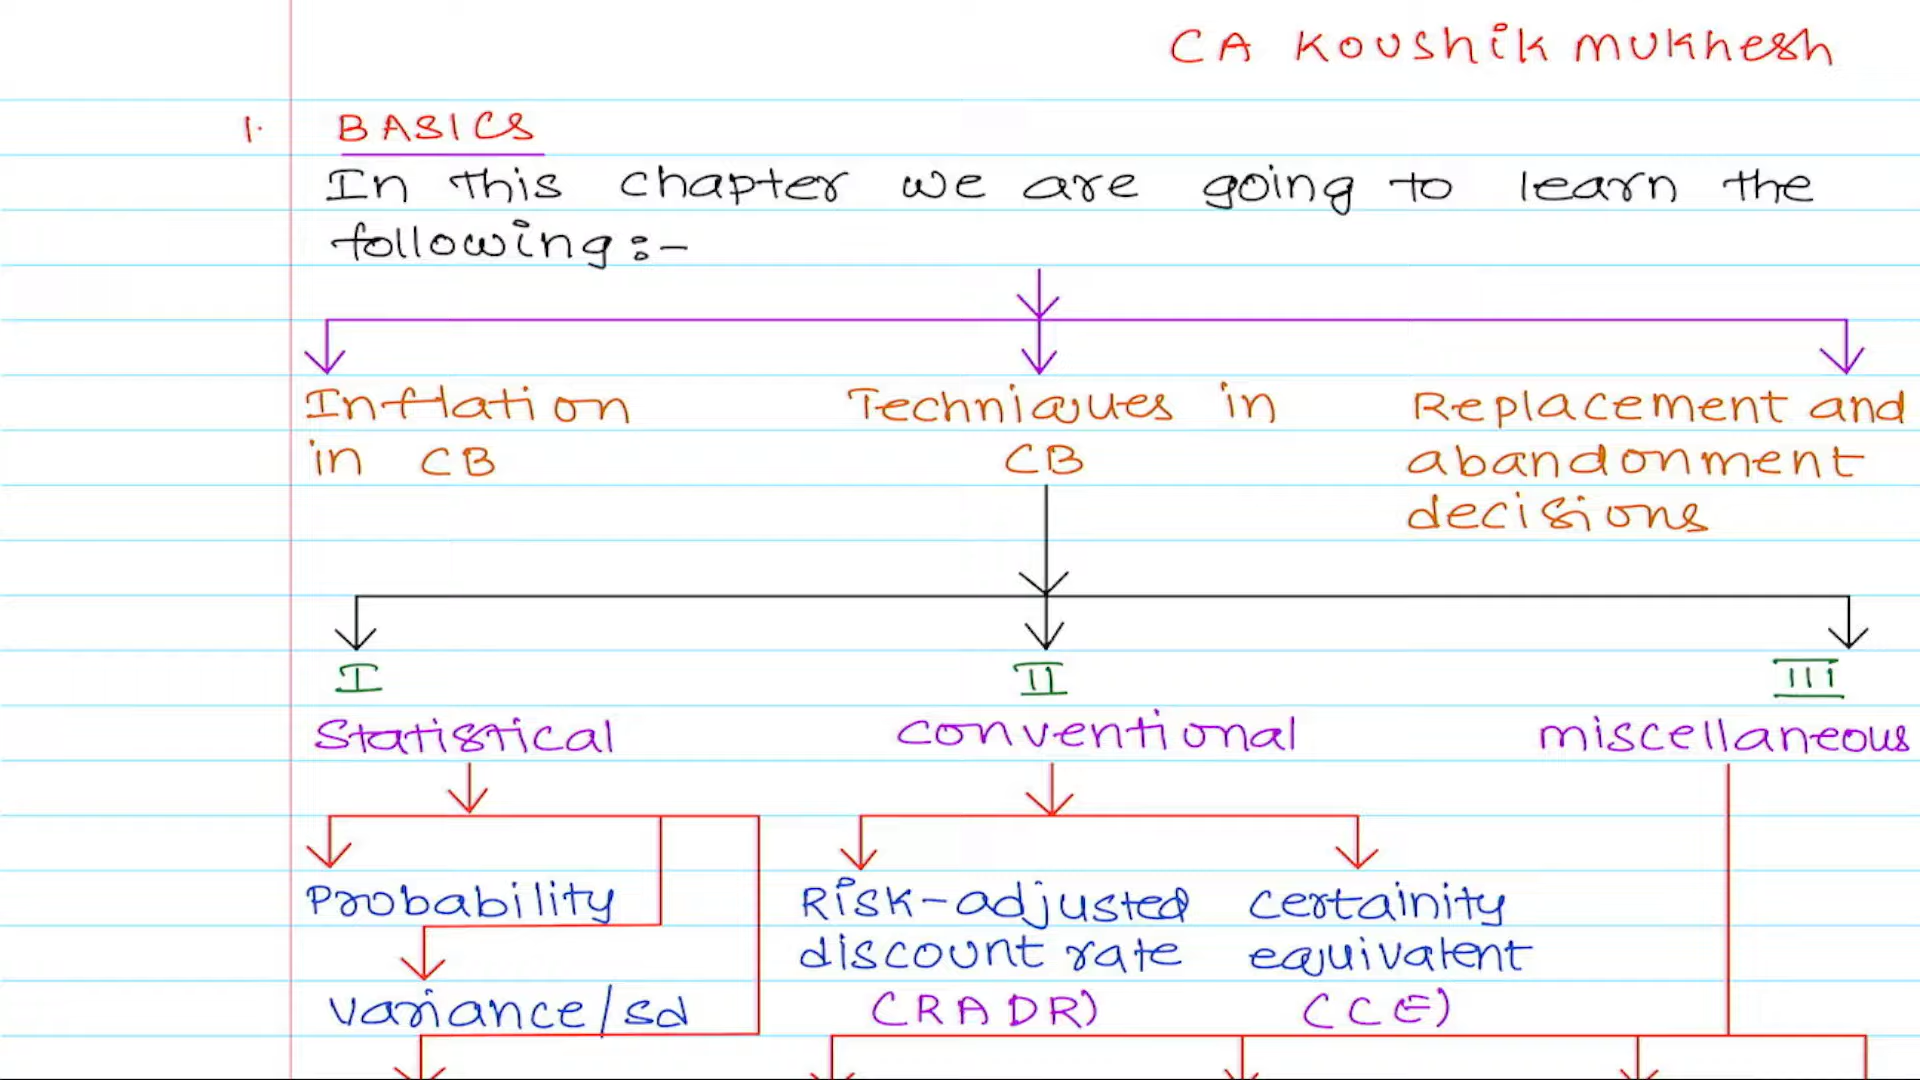 CA Koushik mukhesh
1. BASICS
In this chapter we are going to learn the
following:-
Inflation Techniques in Replacement and
in CB CB abandonment
decisions
I II III
Statistical conventional miscellaneous
Probability Risk-adjusted certainity
discount rate equivalent
variance/sd (RADR) (CE)